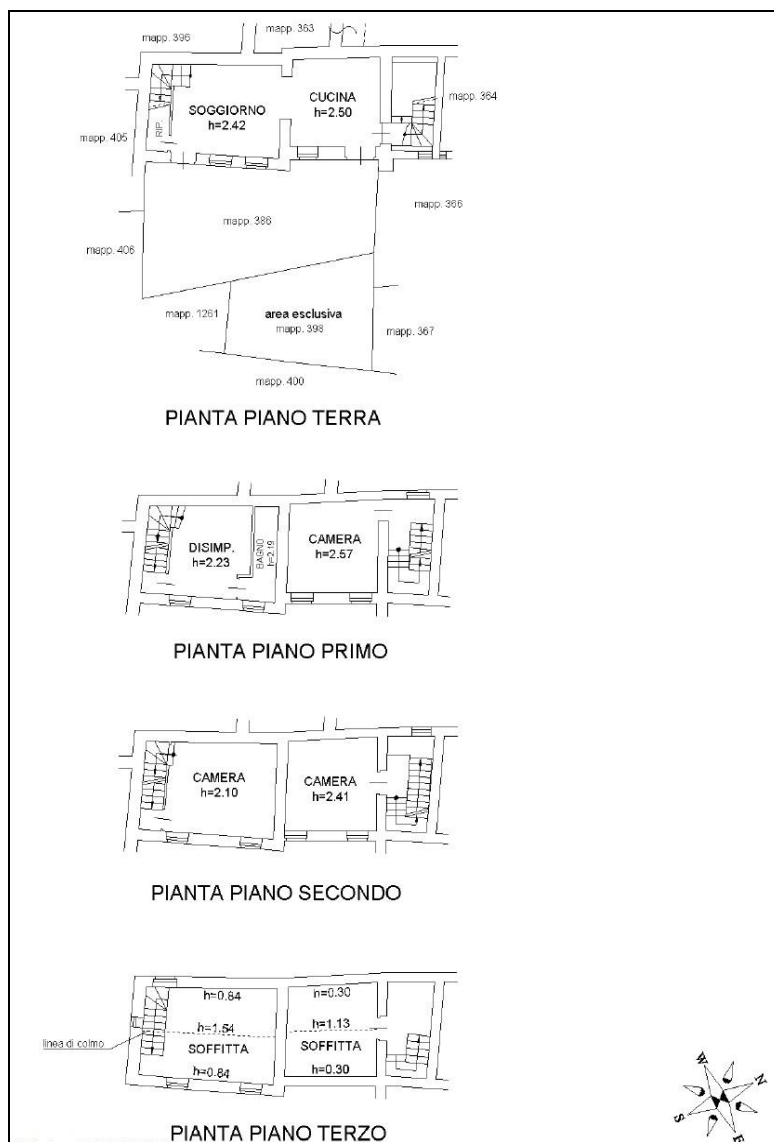 mapp. 396
mapp. 363
mapp. 364
SOGGIORNO
h=2.42
CUCINA
h=2.50
RIP.
mapp. 405
mapp. 386
mapp. 366
mapp. 406
mapp. 1261
area esclusiva
mapp. 398
mapp. 367
mapp. 400
PIANTA PIANO TERRA
DISIMP.
h=2.23
BAGNO
h=2.19
CAMERA
h=2.57
PIANTA PIANO PRIMO
CAMERA
h=2.10
CAMERA
h=2.41
PIANTA PIANO SECONDO
h=0.84
h=0.30
h=1.54
h=1.13
linea di colmo
SOFFITTA
SOFFITTA
h=0.84
h=0.30
PIANTA PIANO TERZO
W
N
S
E